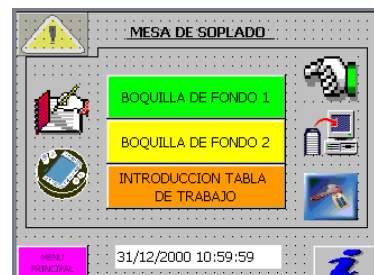 MESA DE SOPLADO
BOQUILLA DE FONDO 1
BOQUILLA DE FONDO 2
INTRODUCCION TABLA
DE TRABAJO
MENU
PRINCIPAL
31/12/2000 10:59:59